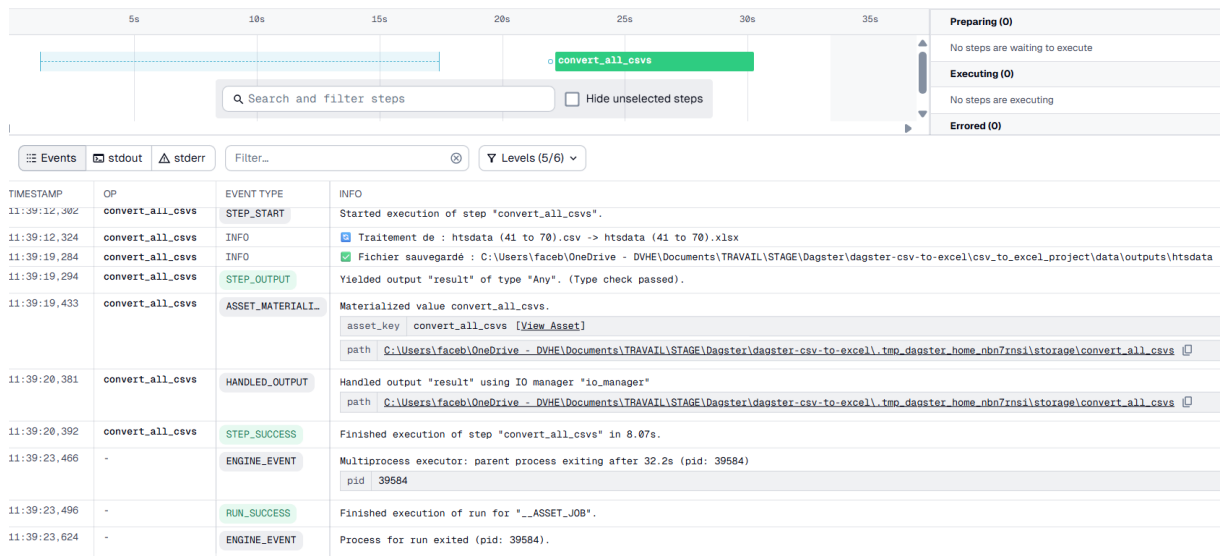 5s 10s 15s 20s 25s 30s 35s
Preparing (0)
No steps are waiting to execute
Executing (0)
No steps are executing
Errored (0)
convert_all_csvs
Search and filter steps
Hide unselected steps
Events stdout stderr Filter… Levels (5/6)
TIMESTAMP OP EVENT TYPE INFO
11:39:12,302 convert_all_csvs STEP_START Started execution of step "convert_all_csvs".
11:39:12,324 convert_all_csvs INFO Traitement de : htsdata (41 to 70).csv -> htsdata (41 to 70).xlsx
11:39:19,284 convert_all_csvs INFO Fichier sauvegardé : C:\Users\faceb\OneDrive - DVHE\Documents\TRAVAIL\STAGE\Dagster\dagster-csv-to-excel\csv_to_excel_project\data\outputs\htsdata
11:39:19,294 convert_all_csvs STEP_OUTPUT Yielded output "result" of type "Any". (Type check passed).
11:39:19,433 convert_all_csvs ASSET_MATERIALI… Materialized value convert_all_csvs.
asset_key convert_all_csvs [View Asset]
path C:\Users\faceb\OneDrive - DVHE\Documents\TRAVAIL\STAGE\Dagster\dagster-csv-to-excel\.tmp_dagster_home_nbn7rnsi\storage\convert_all_csvs
11:39:20,381 convert_all_csvs HANDLED_OUTPUT Handled output "result" using IO manager "io_manager"
path C:\Users\faceb\OneDrive - DVHE\Documents\TRAVAIL\STAGE\Dagster\dagster-csv-to-excel\.tmp_dagster_home_nbn7rnsi\storage\convert_all_csvs
11:39:20,392 convert_all_csvs STEP_SUCCESS Finished execution of step "convert_all_csvs" in 8.07s.
11:39:23,466 - ENGINE_EVENT Multiprocess executor: parent process exiting after 32.2s (pid: 39584)
pid 39584
11:39:23,496 - RUN_SUCCESS Finished execution of run for "__ASSET_JOB".
11:39:23,624 - ENGINE_EVENT Process for run exited (pid: 39584).